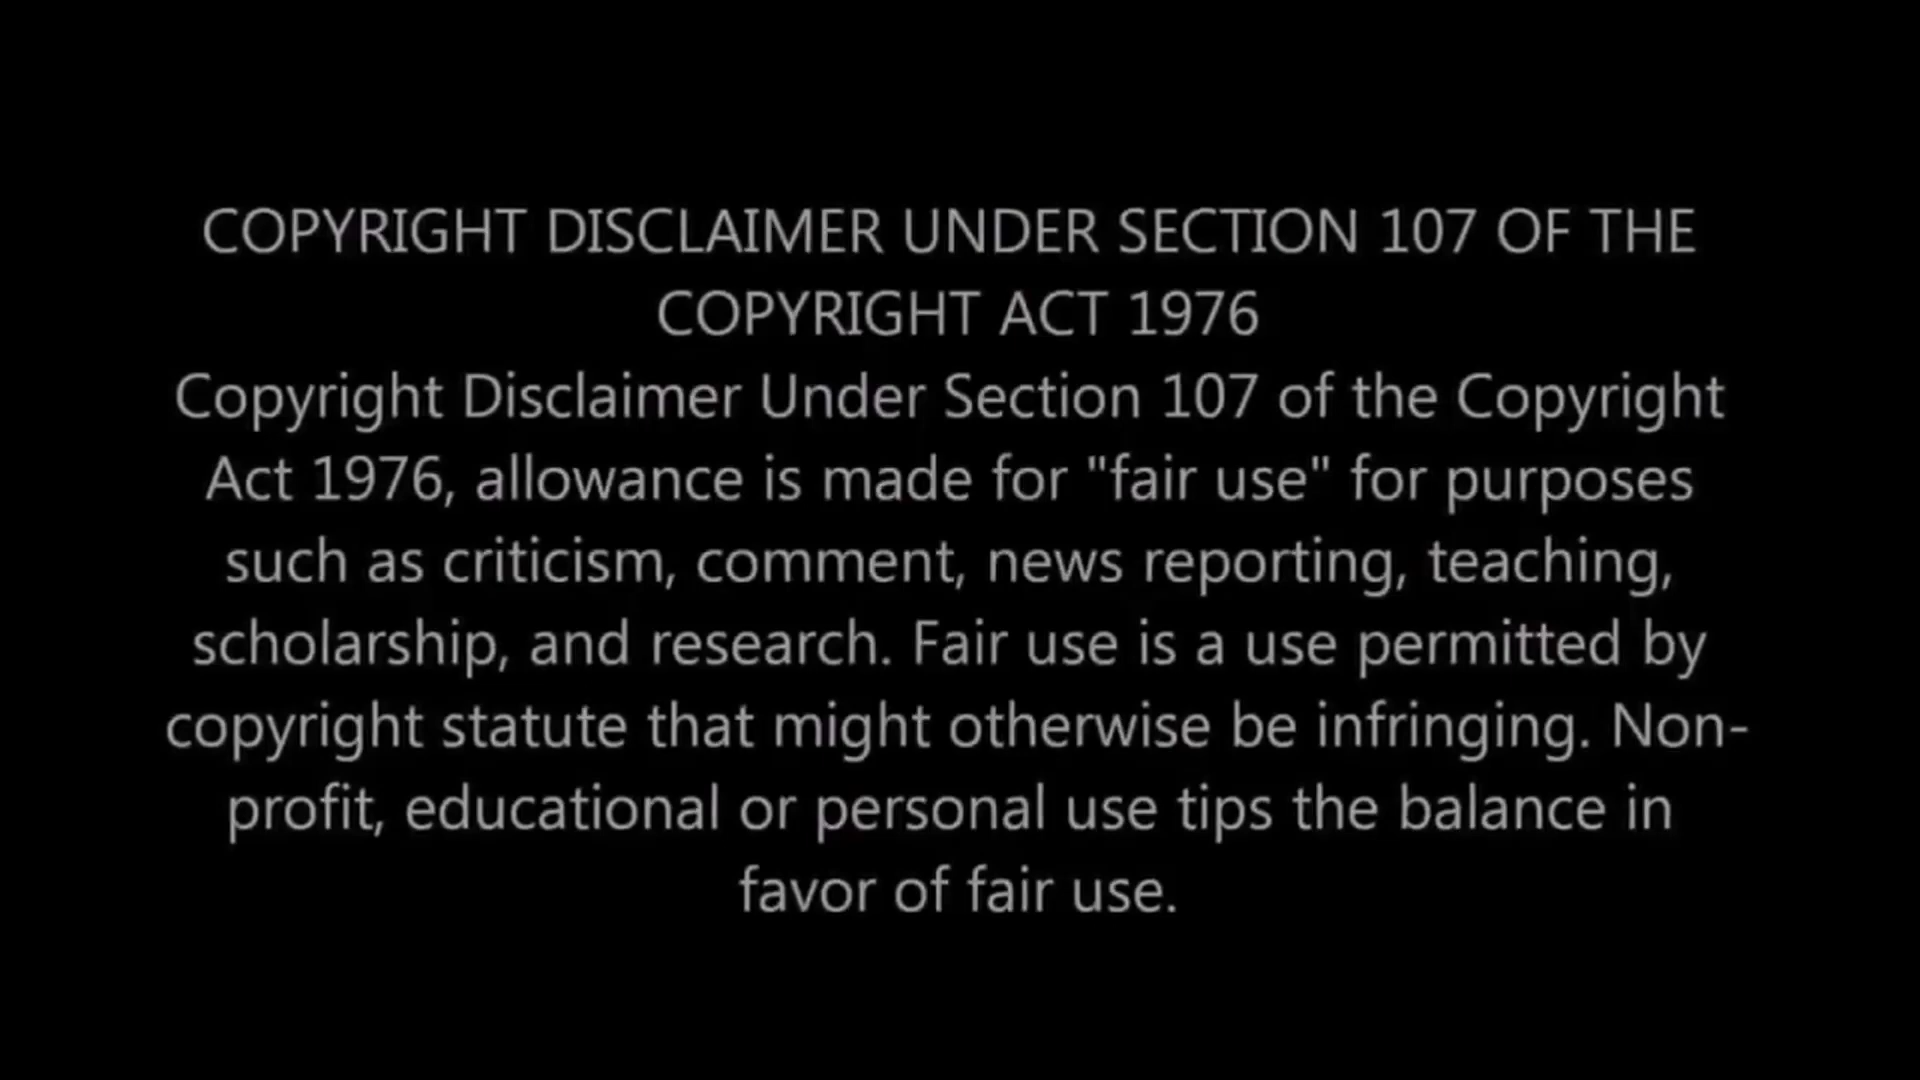 COPYRIGHT DISCLAIMER UNDER SECTION 107 OF THE
COPYRIGHT ACT 1976
Copyright Disclaimer Under Section 107 of the Copyright
Act 1976, allowance is made for "fair use" for purposes
such as criticism, comment, news reporting, teaching,
scholarship, and research. Fair use is a use permitted by
copyright statute that might otherwise be infringing. Non-
profit, educational or personal use tips the balance in
favor of fair use.